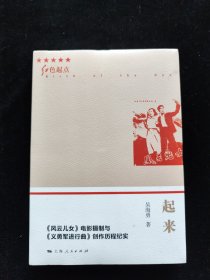 红色起点
起来
吴海勇 著
《风云儿女》电影摄制与
《义勇军进行曲》创作历程纪实
上海人民出版社